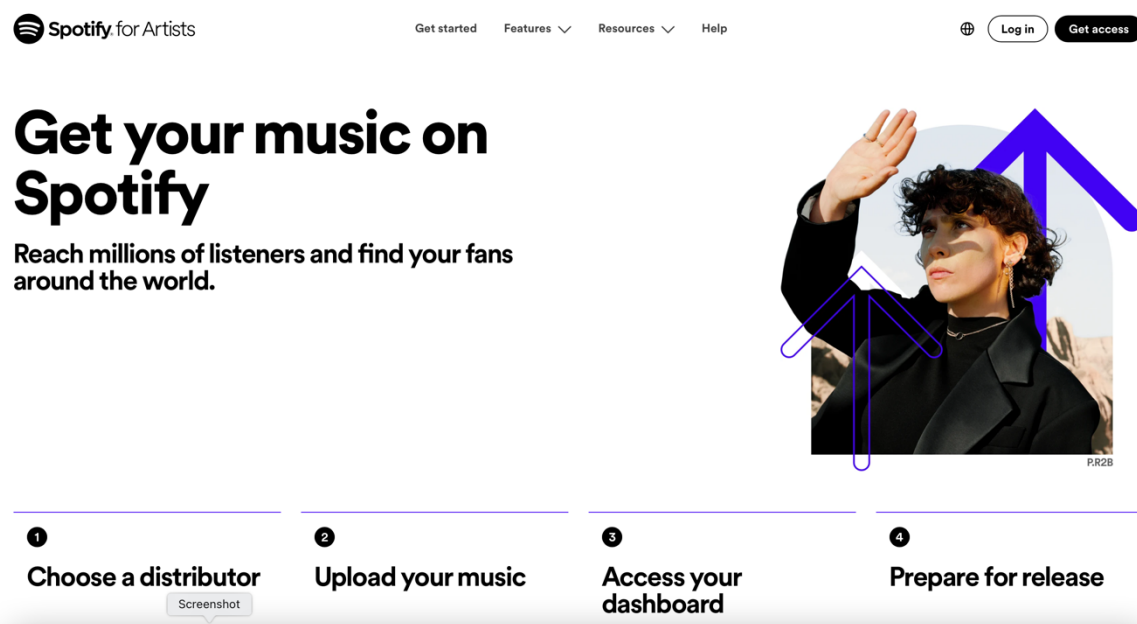 Spotify for Artists
Get started
Features
Resources
Help
Log in
Get access
Get your music on
Spotify
Reach millions of listeners and find your fans
around the world.
P.R2B
1
2
3
4
Choose a distributor
Upload your music
Access your
dashboard
Prepare for release
Screenshot